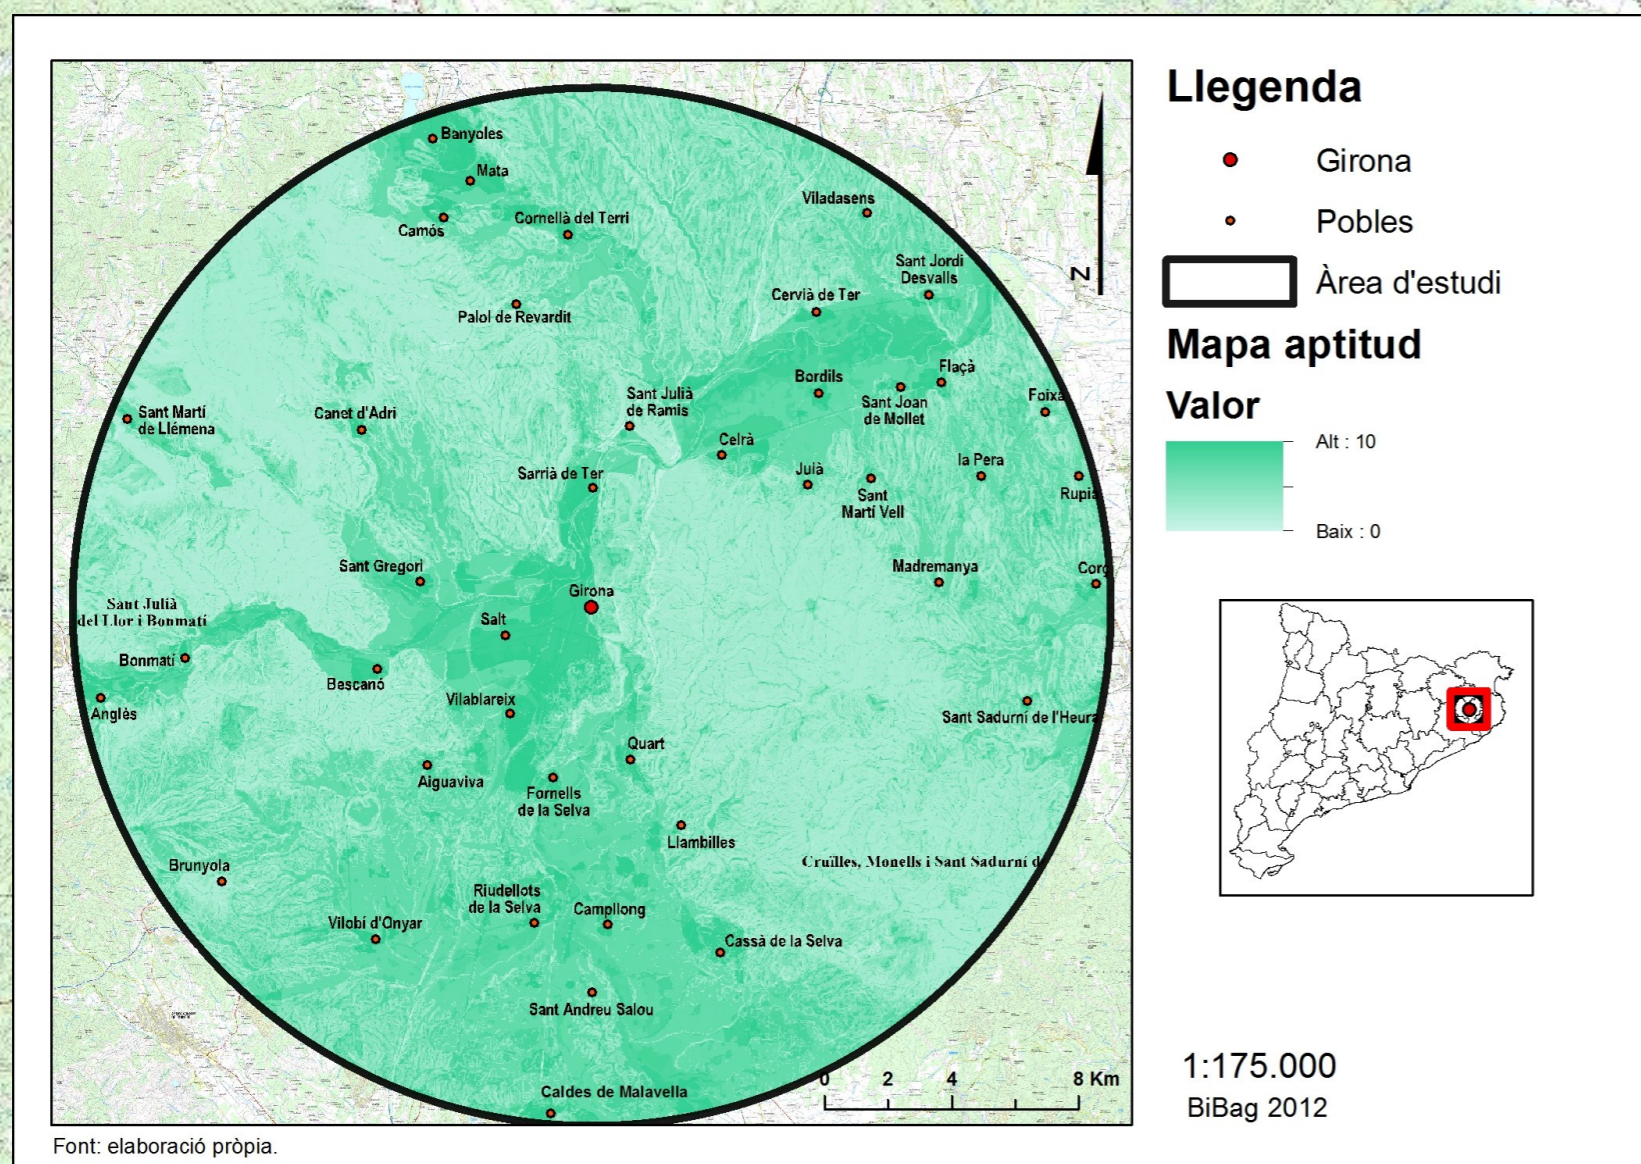 Banyoles
Mata
Camós
Cornellà del Terri
Viladasens
Sant Jordi
Desvalls
Cervià de Ter
Palol de Revardit
Bordils
Flaçà
Sant Joan
de Mollet
Foixà
Sant Julià
de Ramis
Sant Martí
de Llémena
Canet d'Adri
Celrà
Sarrià de Ter
Julà
Sant
Martí Vell
la Pera
Rupià
Sant Gregori
Madremanya
Corç
Girona
Sant Julià
del Llor i Bonmatí
Salt
Bonmatí
Bescanó
Anglès
Vilablareix
Sant Sadurní de l'Heura
Quart
Aiguaviva
Fornells
de la Selva
Llambilles
Cruïlles, Monells i Sant Sadurní d
Brunyola
Riudellots
de la Selva
Campllong
Vilobí d'Onyar
Cassà de la Selva
Sant Andreu Salou
Caldes de Malavella
0 2 4 8 Km
N
Font: elaboració pròpia.
Llegenda
Girona
Pobles
Àrea d'estudi
Mapa aptitud
Valor
Alt : 10
Baix : 0
1:175.000
BiBag 2012